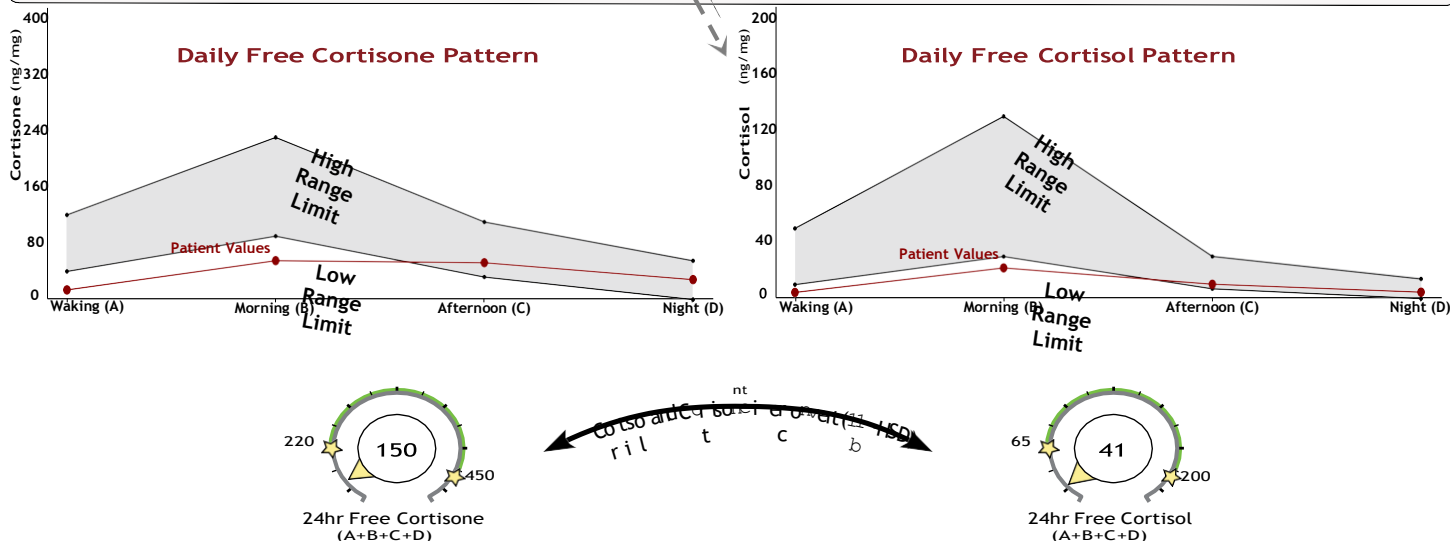 Daily Free Cortisone Pattern
Cortisone (ng/mg)
400
320
240
160
80
0
High
Range
Limit
Patient Values
Low
Range
Limit
Waking (A)
Morning (B)
Afternoon (C)
Night (D)
Daily Free Cortisol Pattern
Cortisol (ng/mg)
200
160
120
80
40
0
High
Range
Limit
Patient Values
Low
Range
Limit
Waking (A)
Morning (B)
Afternoon (C)
Night (D)
220
150
450
24hr Free Cortisone
(A+B+C+D)
65
41
200
24hr Free Cortisol
(A+B+C+D)